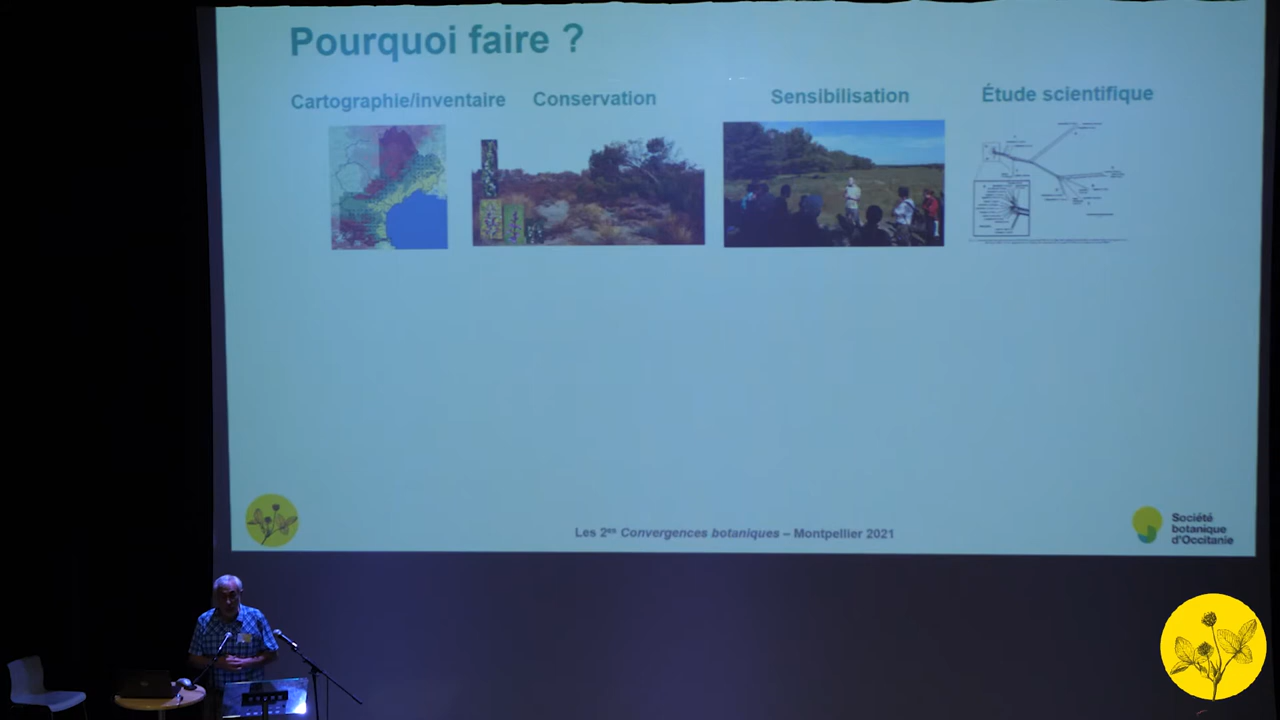 Pourquoi faire ?
Cartographie/inventaire
Conservation
Sensibilisation
Étude scientifique
Les 2es Convergences botaniques – Montpellier 2021
Société
botanique
d'Occitanie